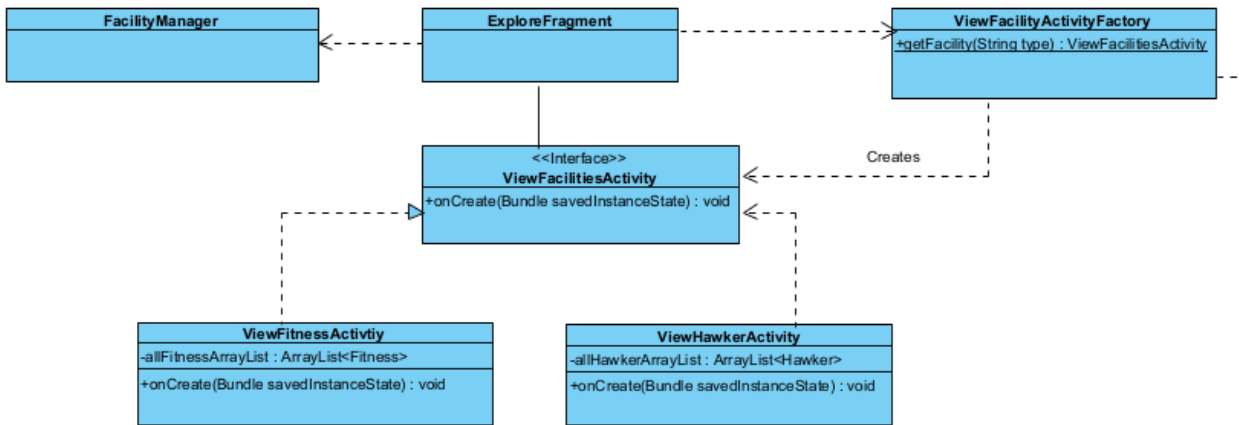 FacilityManager
ExploreFragment
ViewFacilityActivityFactory
+getFacility(String type) : ViewFacilitiesActivity
<<Interface>>
ViewFacilitiesActivity
+onCreate(Bundle savedInstanceState) : void
Creates
ViewFitnessActivtiy
-allFitnessArrayList : ArrayList<Fitness>
+onCreate(Bundle savedInstanceState) : void
ViewHawkerActivity
-allHawkerArrayList : ArrayList<Hawker>
+onCreate(Bundle savedInstanceState) : void